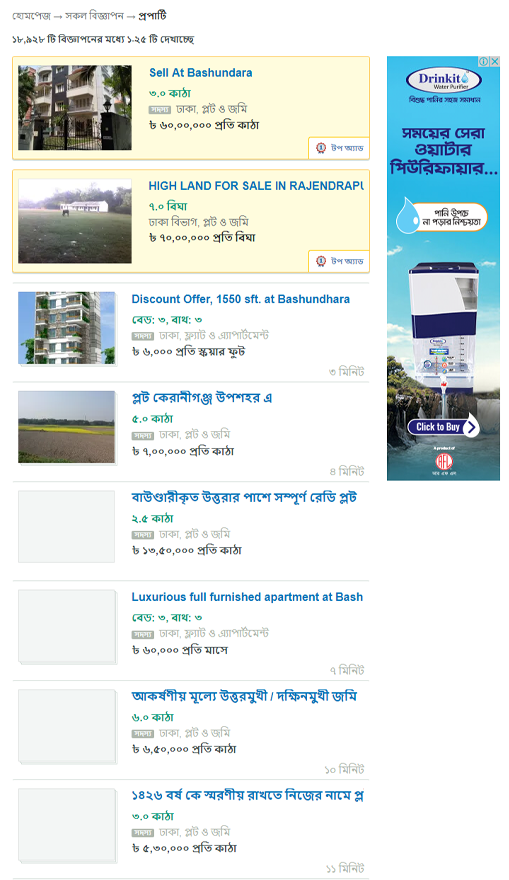 হোমপেজ → সকল বিজ্ঞাপন → প্রপার্টি
১৮,৯২৮ টি বিজ্ঞাপনের মধ্যে ১-২৫ টি দেখাচ্ছে
Sell At Bashundara
৩.০ কাঠা
সদস্য ঢাকা, প্লট ও জমি
৳ ৬০,০০,০০০ প্রতি কাঠা
টপ অ্যাড
HIGH LAND FOR SALE IN RAJENDRAPU
৭.০ বিঘা
ঢাকা বিভাগ, প্লট ও জমি
৳ ৭০,০০,০০০ প্রতি বিঘা
টপ অ্যাড
Discount Offer, 1550 sft. at Bashundhara
বেড: ৩, বাথ: ৩
সদস্য ঢাকা, ফ্ল্যাট ও এ্যাপার্টমেন্ট
৳ ৬,০০০ প্রতি স্কয়ার ফুট
৩ মিনিট
প্লট কেরানীগঞ্জ উপশহর এ
৫.০ কাঠা
সদস্য ঢাকা, প্লট ও জমি
৳ ৭,০০,০০০ প্রতি কাঠা
৪ মিনিট
বাউণ্ডারীকৃত উত্তরার পাশে সম্পূর্ণ রেডি প্লট
২.৫ কাঠা
সদস্য ঢাকা, প্লট ও জমি
৳ ১৩,৫০,০০০ প্রতি কাঠা
Luxurious full furnished apartment at Bash
বেড: ৩, বাথ: ৩
সদস্য ঢাকা, ফ্ল্যাট ও এ্যাপার্টমেন্ট
৳ ৬০,০০০ প্রতি মাসে
৭ মিনিট
আকর্ষণীয় মূল্যে উত্তরমুখী / দক্ষিনমুখী জমি
৬.০ কাঠা
সদস্য ঢাকা, প্লট ও জমি
৳ ৬,৫০,০০০ প্রতি কাঠা
১০ মিনিট
১৪২৬ বর্ষ কে স্মরণীয় রাখতে নিজের নামে প্ল
৩.০ কাঠা
সদস্য ঢাকা, প্লট ও জমি
৳ ৫,৩০,০০০ প্রতি কাঠা
১১ মিনিট
Drinkit
Water Purifier
বিশুদ্ধ পানির সহজ সমাধান
সময়ের সেরা
ওয়াটার
পিউরিফায়ার...
পানি উপচে
না পড়ার নিশ্চয়তা
Click to Buy
A product of
RFL